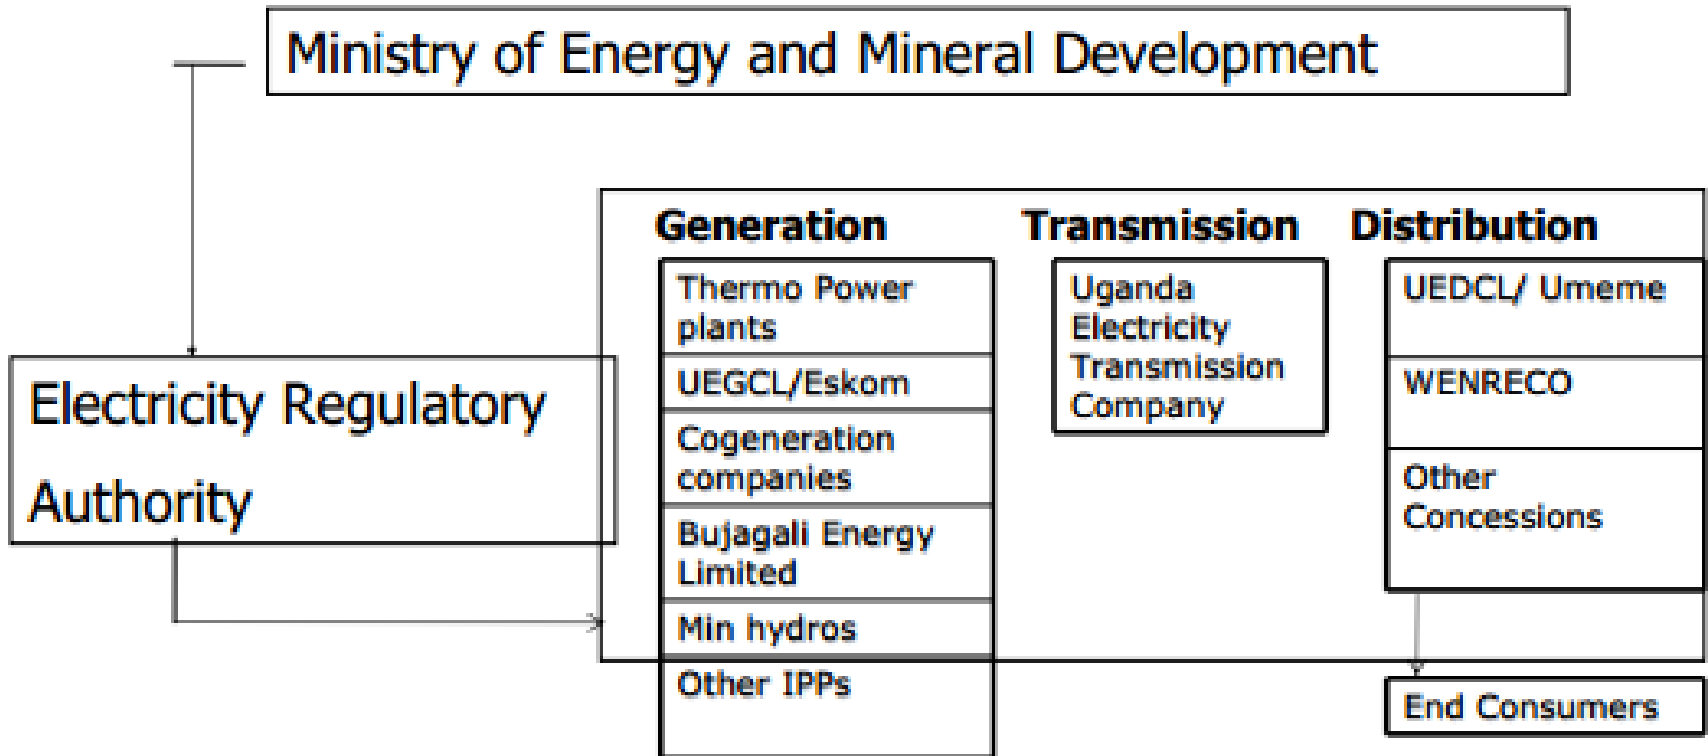 Ministry of Energy and Mineral Development
Electricity Regulatory
Authority
Generation
Thermo Power
plants
UEGCL/Eskom
Cogeneration
companies
Bujagali Energy
Limited
Min hydros
Other IPPs
Transmission
Uganda
Electricity
Transmission
Company
Distribution
UEDCL/ Umeme
WENRECO
Other
Concessions
End Consumers